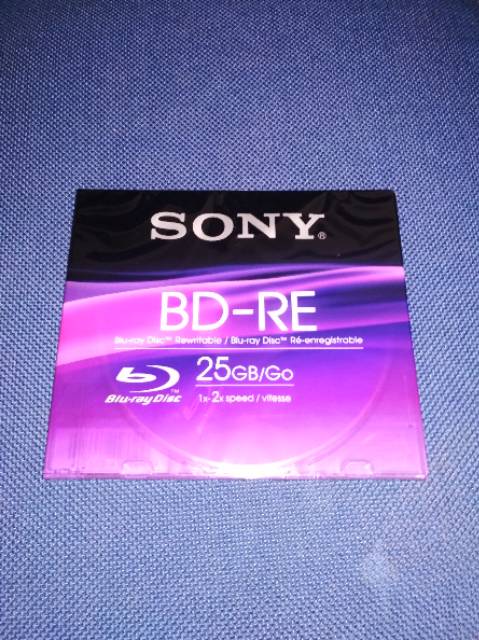 SONY®
BD-RE
Blu-ray Disc™ Rewritable / Blu-ray Disc™ Ré-enregistrable
25GB/Go
Blu-ray Disc™
1x-2x speed / vitesse